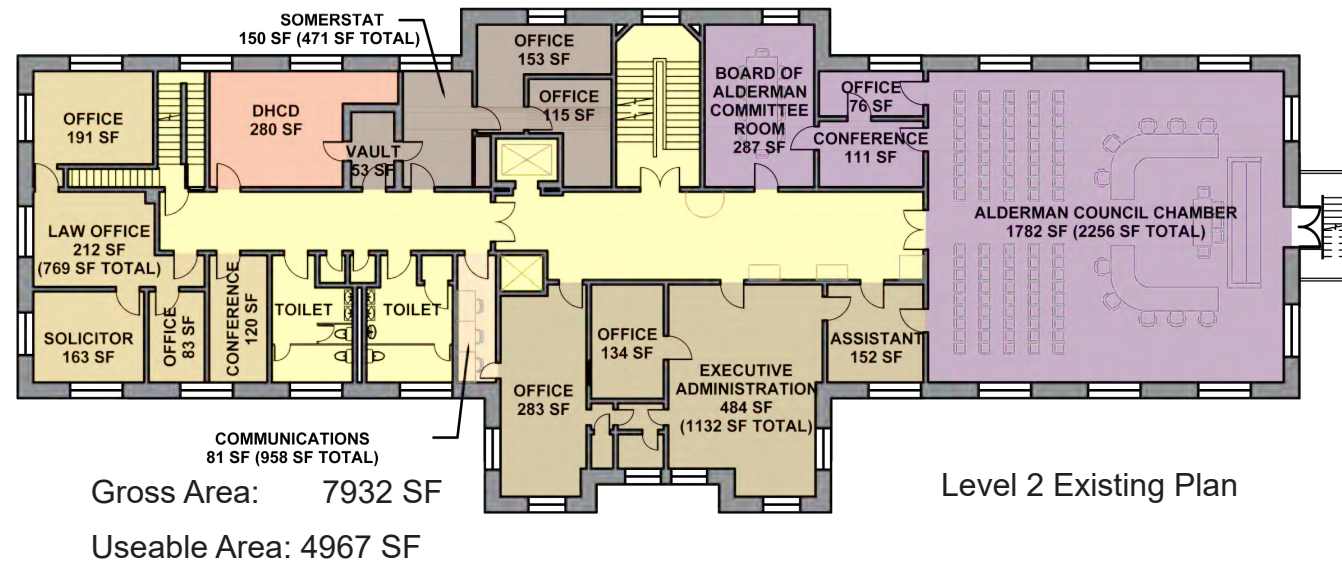 SOMERSTAT
150 SF (471 SF TOTAL)
OFFICE
153 SF
OFFICE
191 SF
DHCD
280 SF
VAULT
53 SF
OFFICE
115 SF
BOARD OF
ALDERMAN
COMMITTEE
ROOM
287 SF
OFFICE
76 SF
CONFERENCE
111 SF
ALDERMAN COUNCIL CHAMBER
1782 SF (2256 SF TOTAL)
LAW OFFICE
212 SF
(769 SF TOTAL)
SOLICITOR
163 SF
OFFICE
83 SF
CONFERENCE
120 SF
TOILET
TOILET
OFFICE
283 SF
OFFICE
134 SF
EXECUTIVE
ADMINISTRATION
484 SF
(1132 SF TOTAL)
ASSISTANT
152 SF
COMMUNICATIONS
81 SF (958 SF TOTAL)
Gross Area: 7932 SF
Useable Area: 4967 SF
Level 2 Existing Plan